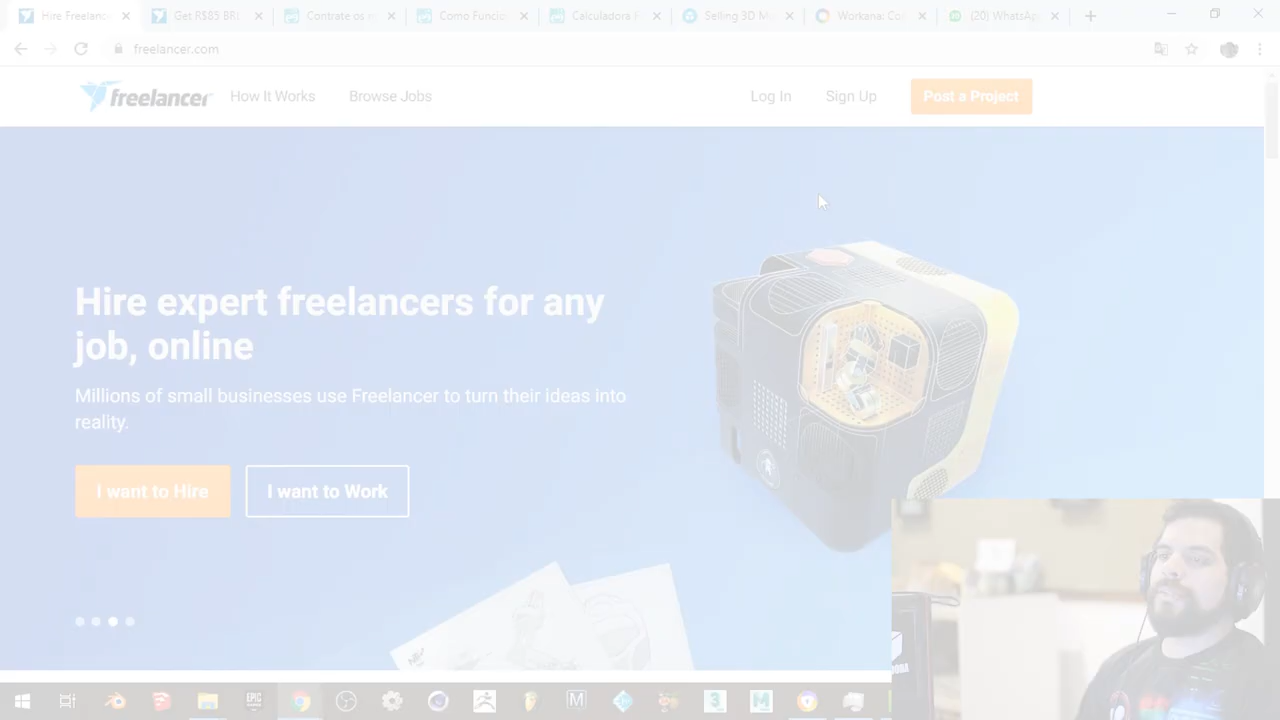 Hire Freelan
Get R$85 BRL
Contrate os
Como Funcio
Calculadora
Selling 3D M
Workana: Co
(20) WhatsAp
freelancer.com
freelancer
How It Works
Browse Jobs
Log In
Sign Up
Post a Project
Hire expert freelancers for any
job, online
Millions of small businesses use Freelancer to turn their ideas into
reality.
I want to Hire
I want to Work
EPIC